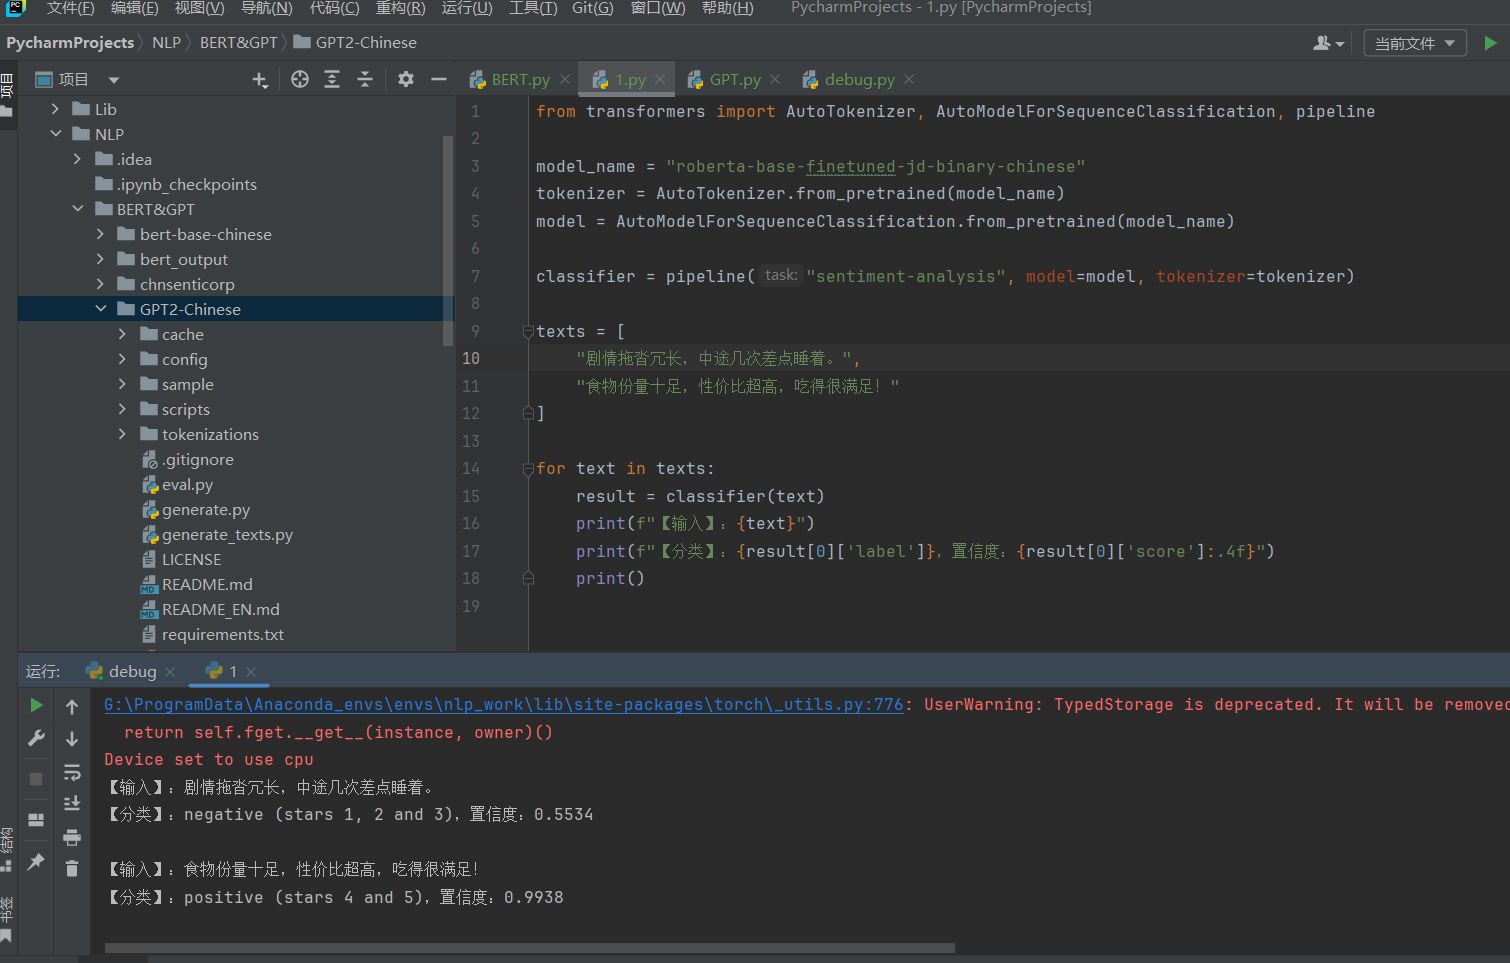 文件(F) 编辑(E) 视图(V) 导航(N) 代码(C) 重构(R) 运行(U) 工具(T) Git(G) 窗口(W) 帮助(H) PycharmProjects - 1.py [PycharmProjects]
PycharmProjects NLP BERT&GPT GPT2-Chinese 当前文件
项目
项目
BERT.py 1.py GPT.py debug.py
Lib
NLP
.idea
.ipynb_checkpoints
BERT&GPT
bert-base-chinese
bert_output
chnsenticorp
GPT2-Chinese
cache
config
sample
scripts
tokenizations
.gitignore
eval.py
generate.py
generate_texts.py
LICENSE
README.md
README_EN.md
requirements.txt
1 from transformers import AutoTokenizer, AutoModelForSequenceClassification, pipeline
2
3 model_name = "roberta-base-finetuned-jd-binary-chinese"
4 tokenizer = AutoTokenizer.from_pretrained(model_name)
5 model = AutoModelForSequenceClassification.from_pretrained(model_name)
6
7 classifier = pipeline( task: "sentiment-analysis", model=model, tokenizer=tokenizer)
8
9 texts = [
10 "剧情拖沓冗长，中途几次差点睡着。",
11 "食物份量十足，性价比超高，吃得很满足！"
12 ]
13
14 for text in texts:
15 result = classifier(text)
16 print(f"【输入】：{text}")
17 print(f"【分类】：{result[0]['label']}，置信度：{result[0]['score']:.4f}")
18 print()
19
运行: debug 1
G:\ProgramData\Anaconda_envs\envs\nlp_work\lib\site-packages\torch\_utils.py:776: UserWarning: TypedStorage is deprecated. It will be removed
return self.fget.__get__(instance, owner)()
Device set to use cpu
【输入】：剧情拖沓冗长，中途几次差点睡着。
【分类】：negative (stars 1, 2 and 3)，置信度：0.5534
【输入】：食物份量十足，性价比超高，吃得很满足！
【分类】：positive (stars 4 and 5)，置信度：0.9938
结构
书签